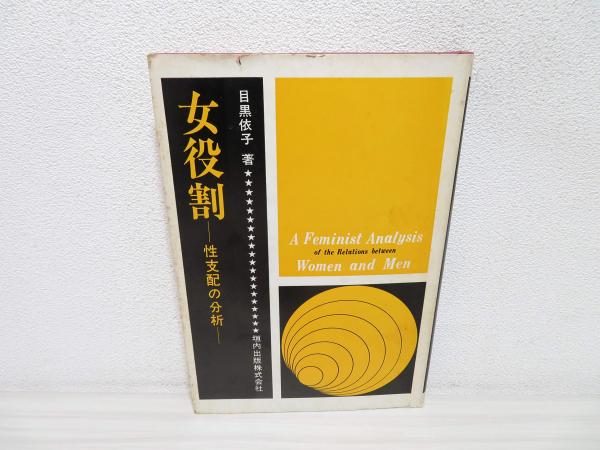 女役割
―性支配の分析―
目黒依子 著★★★★★★★★★★★★★★★★★★垣内出版株式会社
A Feminist Analysis
of the Relations between
Women and Men